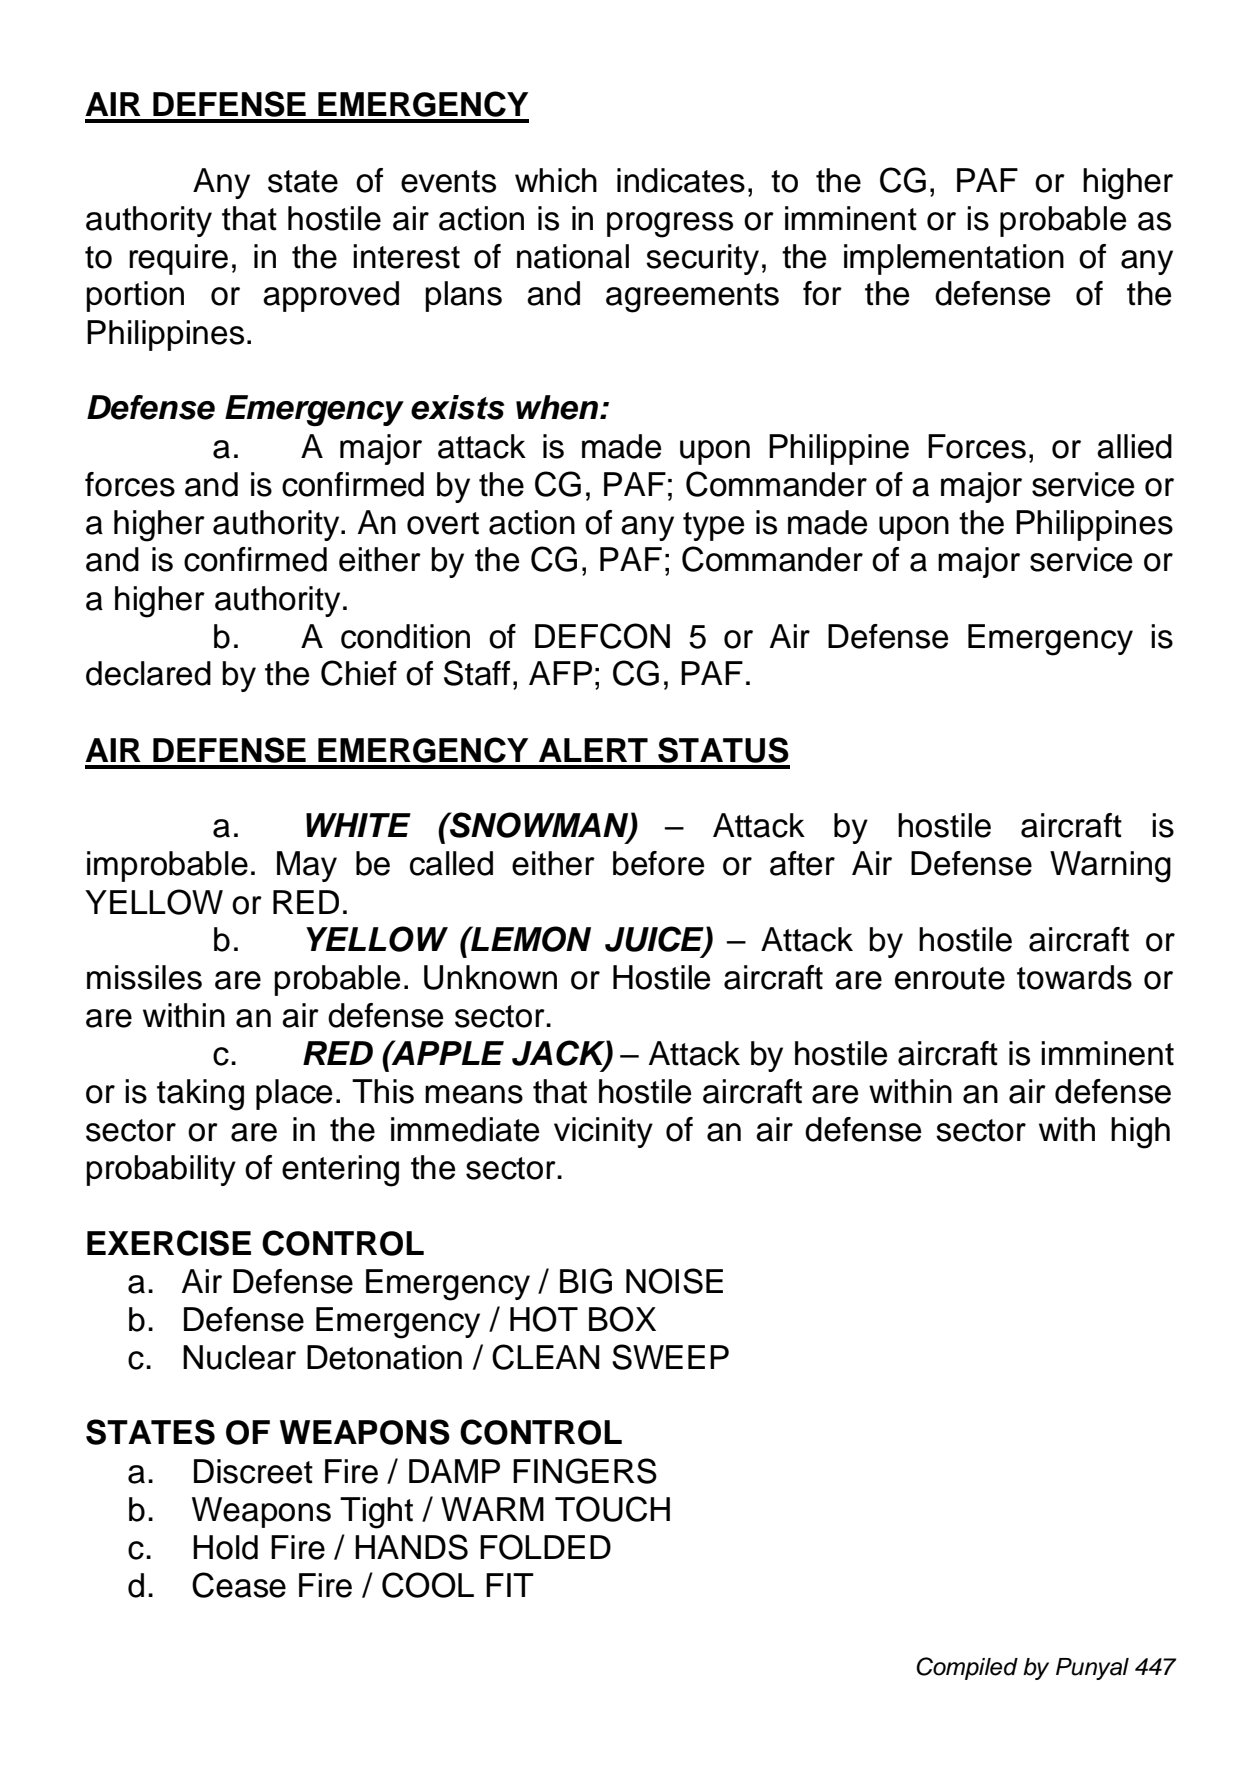 AIR DEFENSE EMERGENCY
Any state of events which indicates, to the CG, PAF or higher
authority that hostile air action is in progress or imminent or is probable as
to require, in the interest of national security, the implementation of any
portion or approved plans and agreements for the defense of the
Philippines.
Defense Emergency exists when:
a. A major attack is made upon Philippine Forces, or allied
forces and is confirmed by the CG, PAF; Commander of a major service or
a higher authority. An overt action of any type is made upon the Philippines
and is confirmed either by the CG, PAF; Commander of a major service or
a higher authority.
b. A condition of DEFCON 5 or Air Defense Emergency is
declared by the Chief of Staff, AFP; CG, PAF.
AIR DEFENSE EMERGENCY ALERT STATUS
a. WHITE (SNOWMAN) – Attack by hostile aircraft is
improbable. May be called either before or after Air Defense Warning
YELLOW or RED.
b. YELLOW (LEMON JUICE) – Attack by hostile aircraft or
missiles are probable. Unknown or Hostile aircraft are enroute towards or
are within an air defense sector.
c. RED (APPLE JACK) – Attack by hostile aircraft is imminent
or is taking place. This means that hostile aircraft are within an air defense
sector or are in the immediate vicinity of an air defense sector with high
probability of entering the sector.
EXERCISE CONTROL
a. Air Defense Emergency / BIG NOISE
b. Defense Emergency / HOT BOX
c. Nuclear Detonation / CLEAN SWEEP
STATES OF WEAPONS CONTROL
a. Discreet Fire / DAMP FINGERS
b. Weapons Tight / WARM TOUCH
c. Hold Fire / HANDS FOLDED
d. Cease Fire / COOL FIT
Compiled by Punyal 447